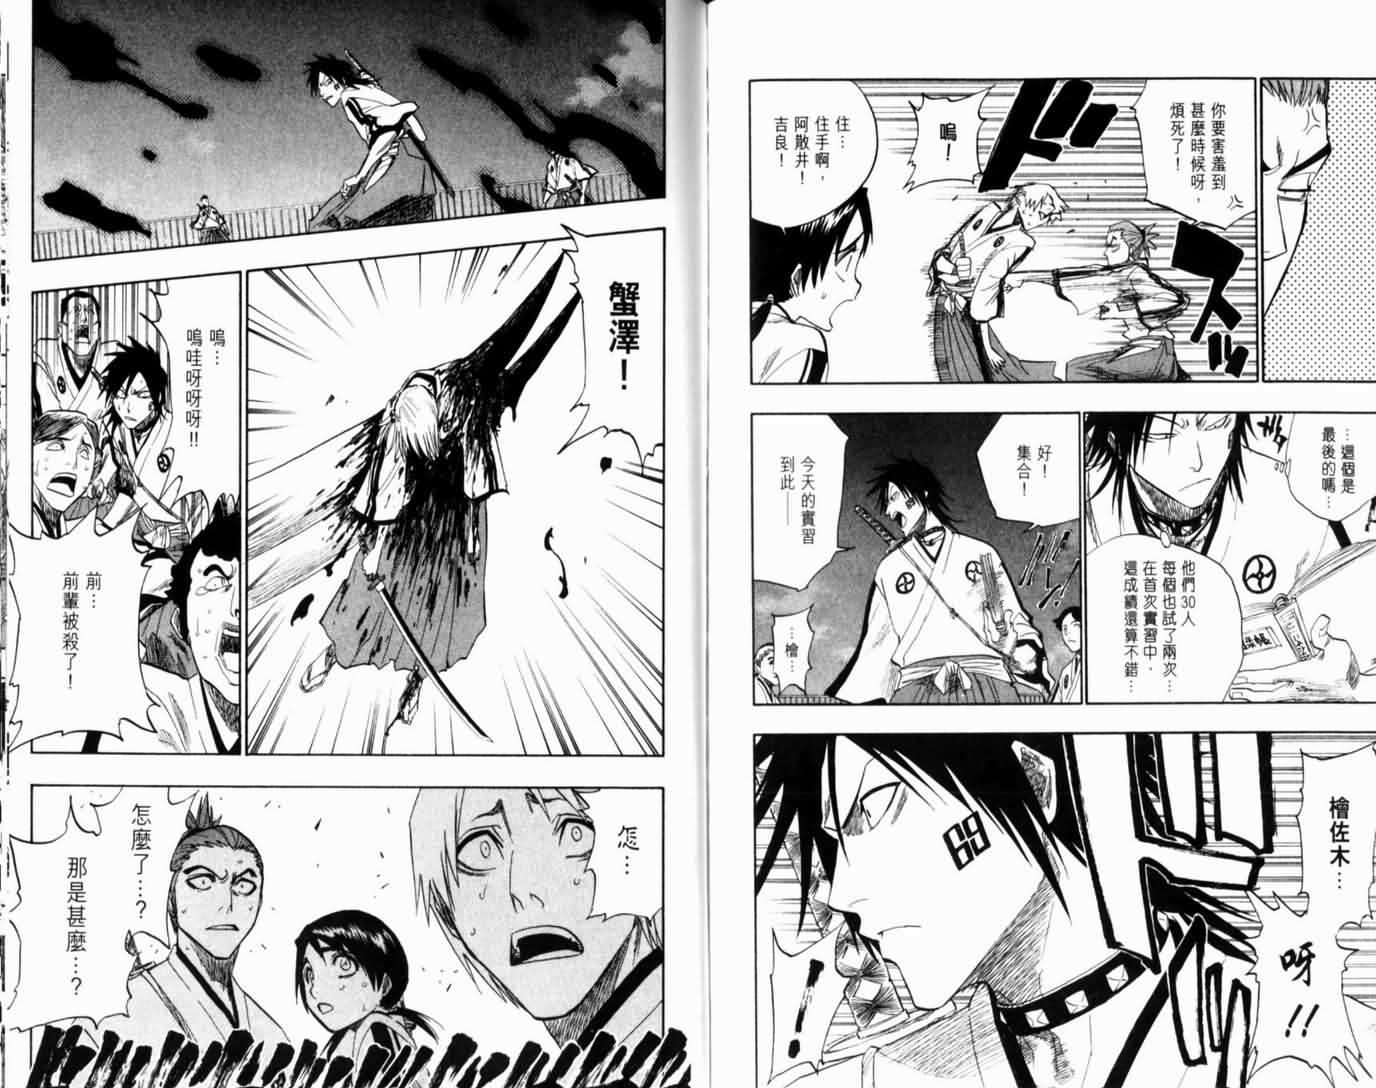 你要害羞到
甚麼時候呀，
煩死了！
嗚！
住…
住手啊，
阿散井！
吉良！
…這個是
最後的嗎…
他們30人
每個也試了兩次…
在首次實習中，
這成績還算不錯…
好！
集合！
今天的實習
到此——
…檜…
檜佐木…
69
呀!!
蟹澤！
嗚…
嗚哇呀呀呀!!
前…
前輩被殺了！
怎…
怎麼了…？
那是甚麼…？